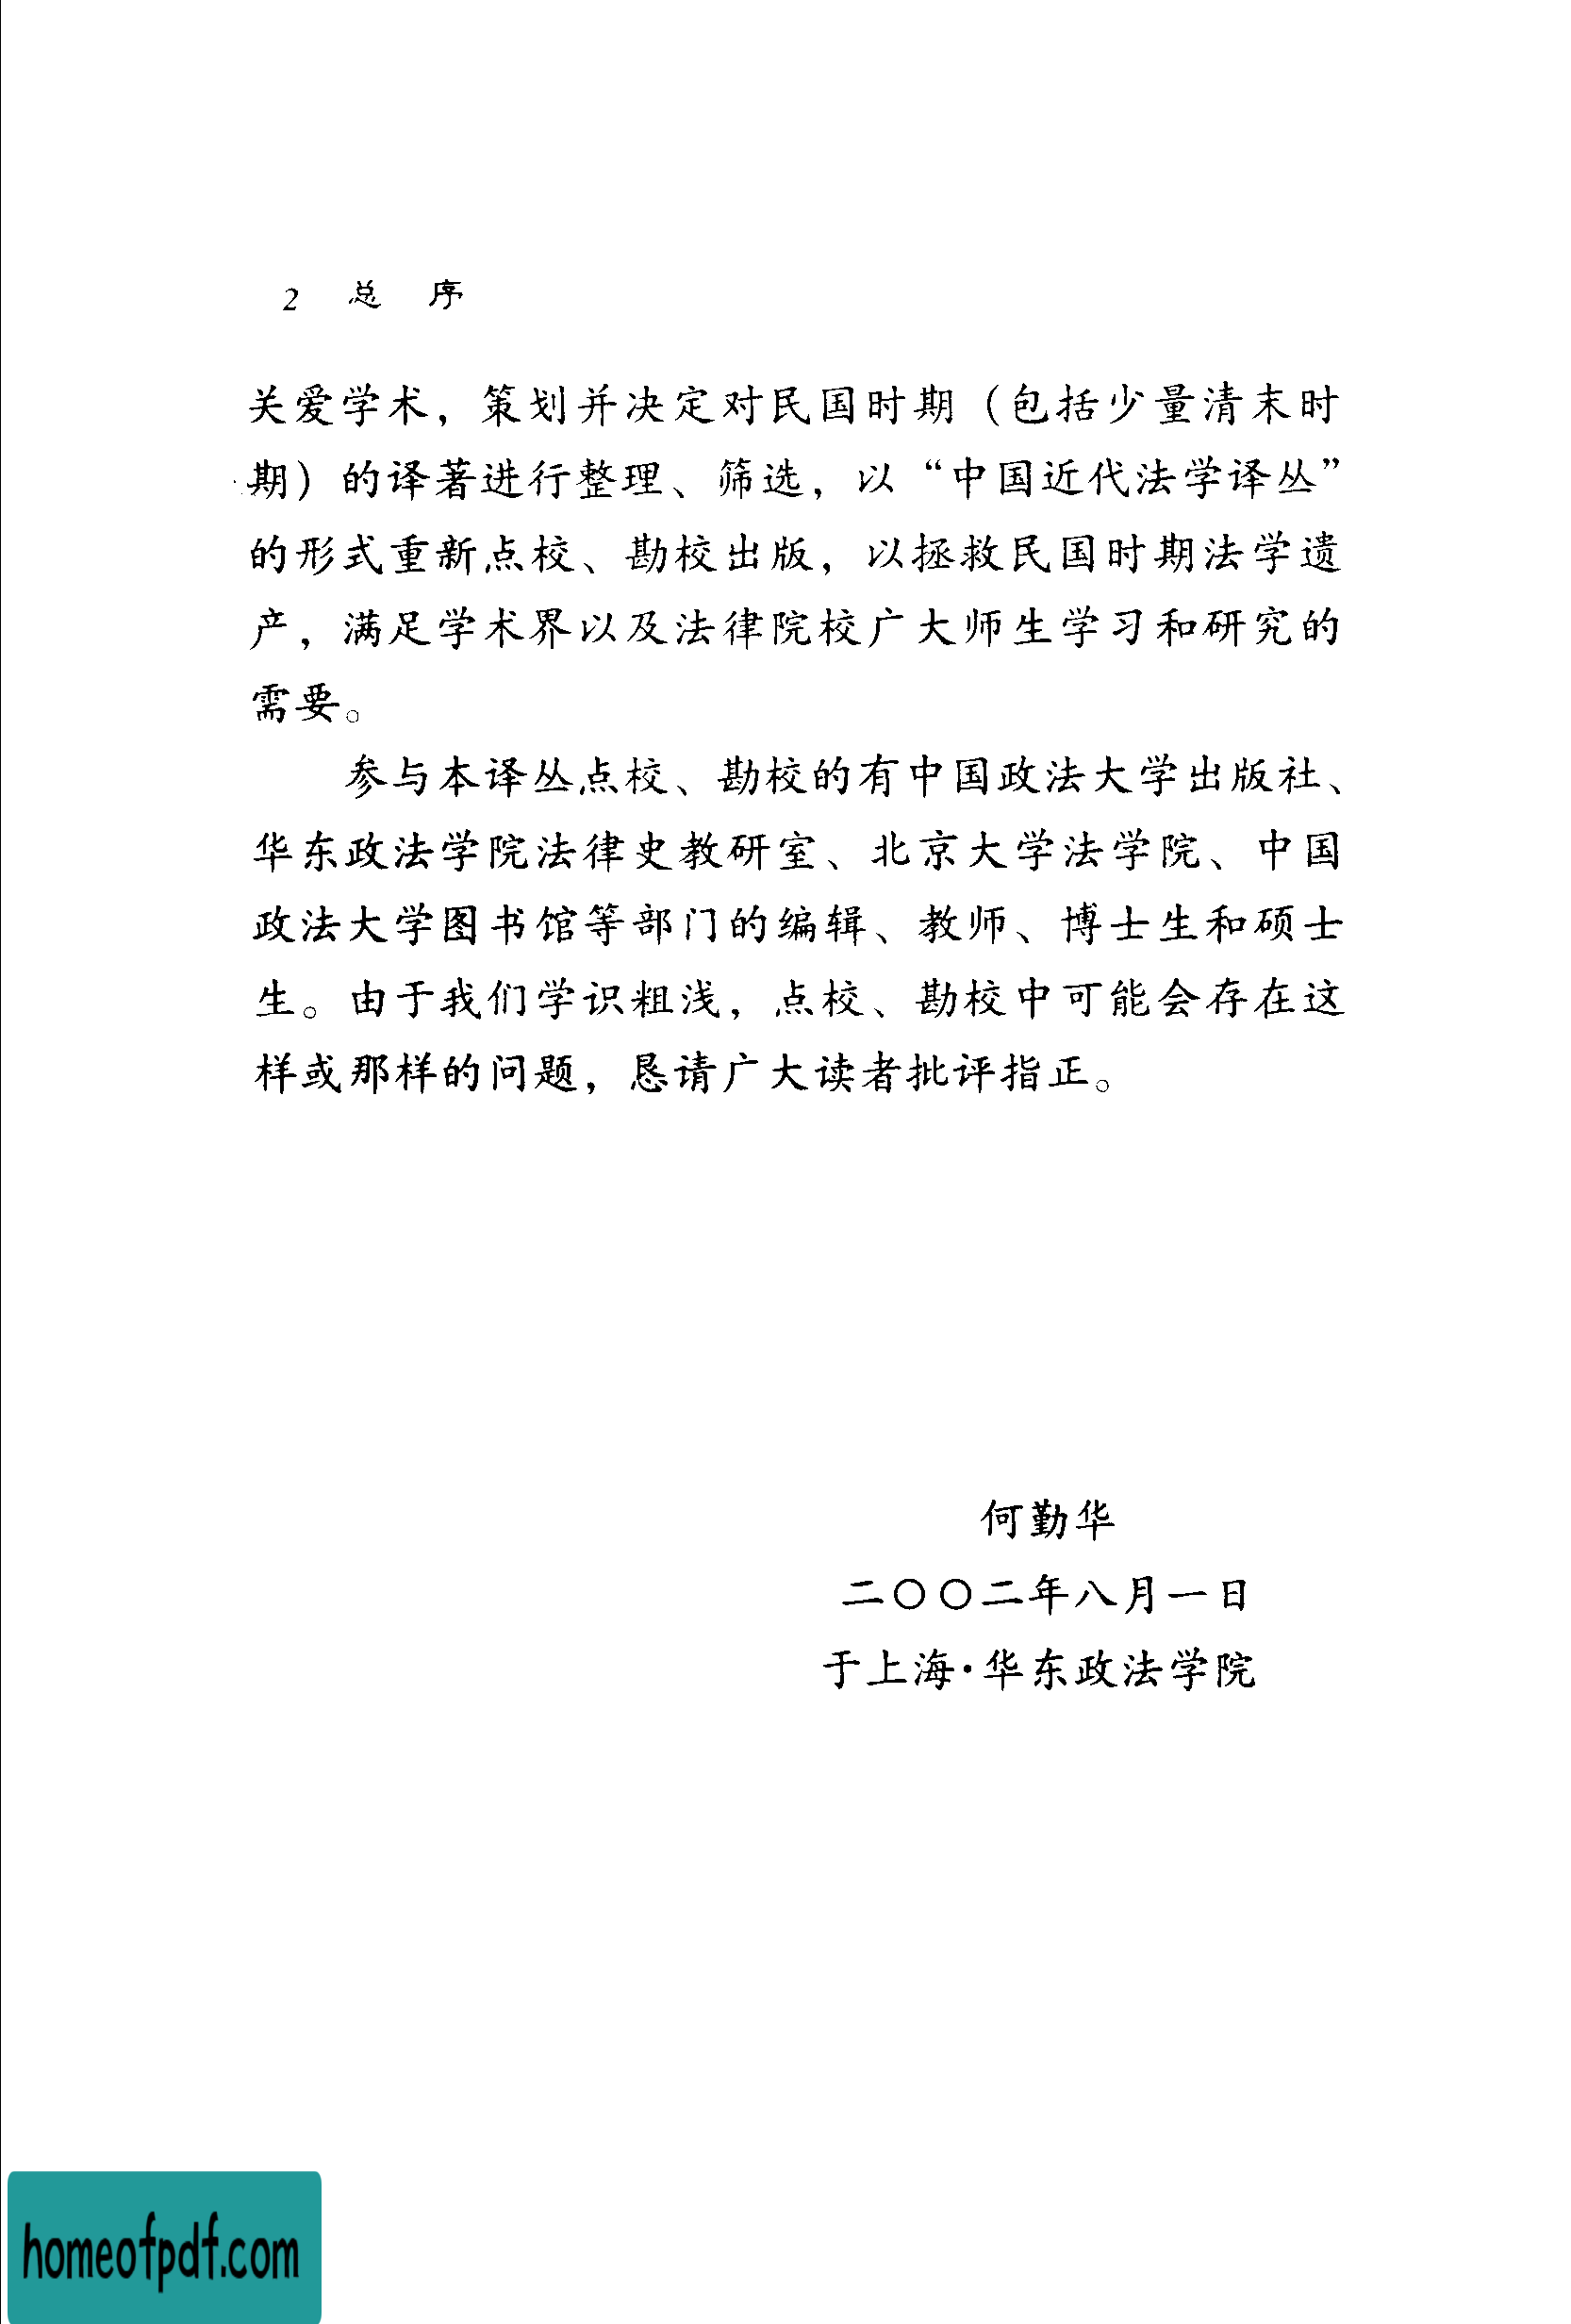 2 总 序
关爱学术，策划并决定对民国时期（包括少量清末时
期）的译著进行整理、筛选，以“中国近代法学译丛”
的形式重新点校、勘校出版，以拯救民国时期法学遗
产，满足学术界以及法律院校广大师生学习和研究的
需要。
参与本译丛点校、勘校的有中国政法大学出版社、
华东政法学院法律史教研室、北京大学法学院、中国
政法大学图书馆等部门的编辑、教师、博士生和硕士
生。由于我们学识粗浅，点校、勘校中可能会存在这
样或那样的问题，恳请广大读者批评指正。
何勤华
二〇〇二年八月一日
于上海·华东政法学院
homeofpdf.com